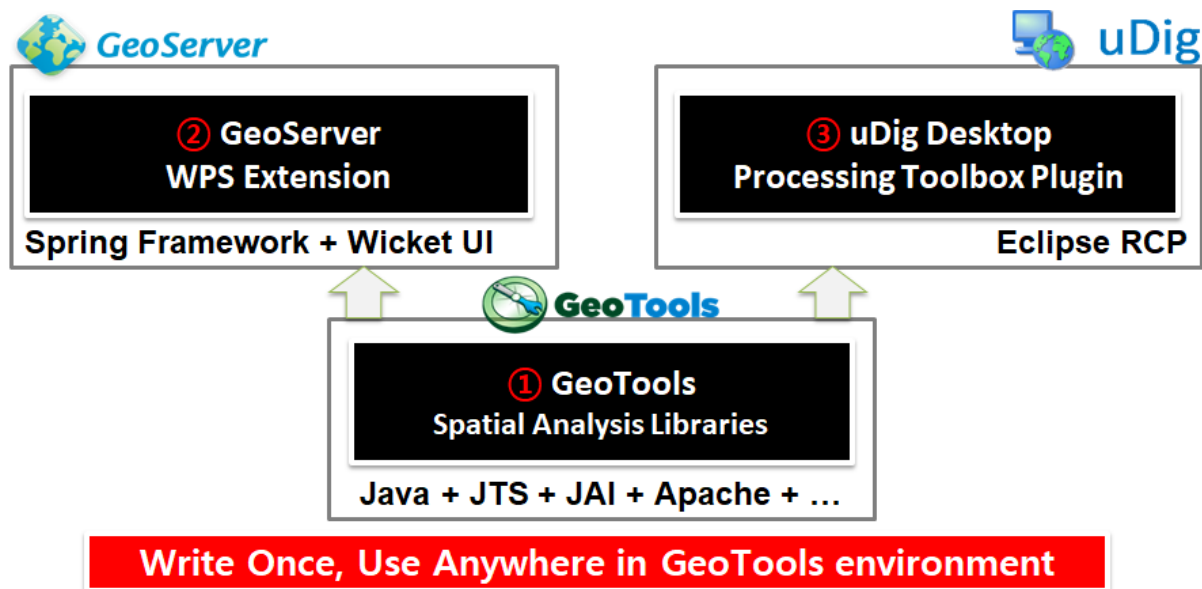 GeoServer
uDig
② GeoServer
WPS Extension
Spring Framework + Wicket UI
③ uDig Desktop
Processing Toolbox Plugin
Eclipse RCP
GeoTools
① GeoTools
Spatial Analysis Libraries
Java + JTS + JAI + Apache + …
Write Once, Use Anywhere in GeoTools environment